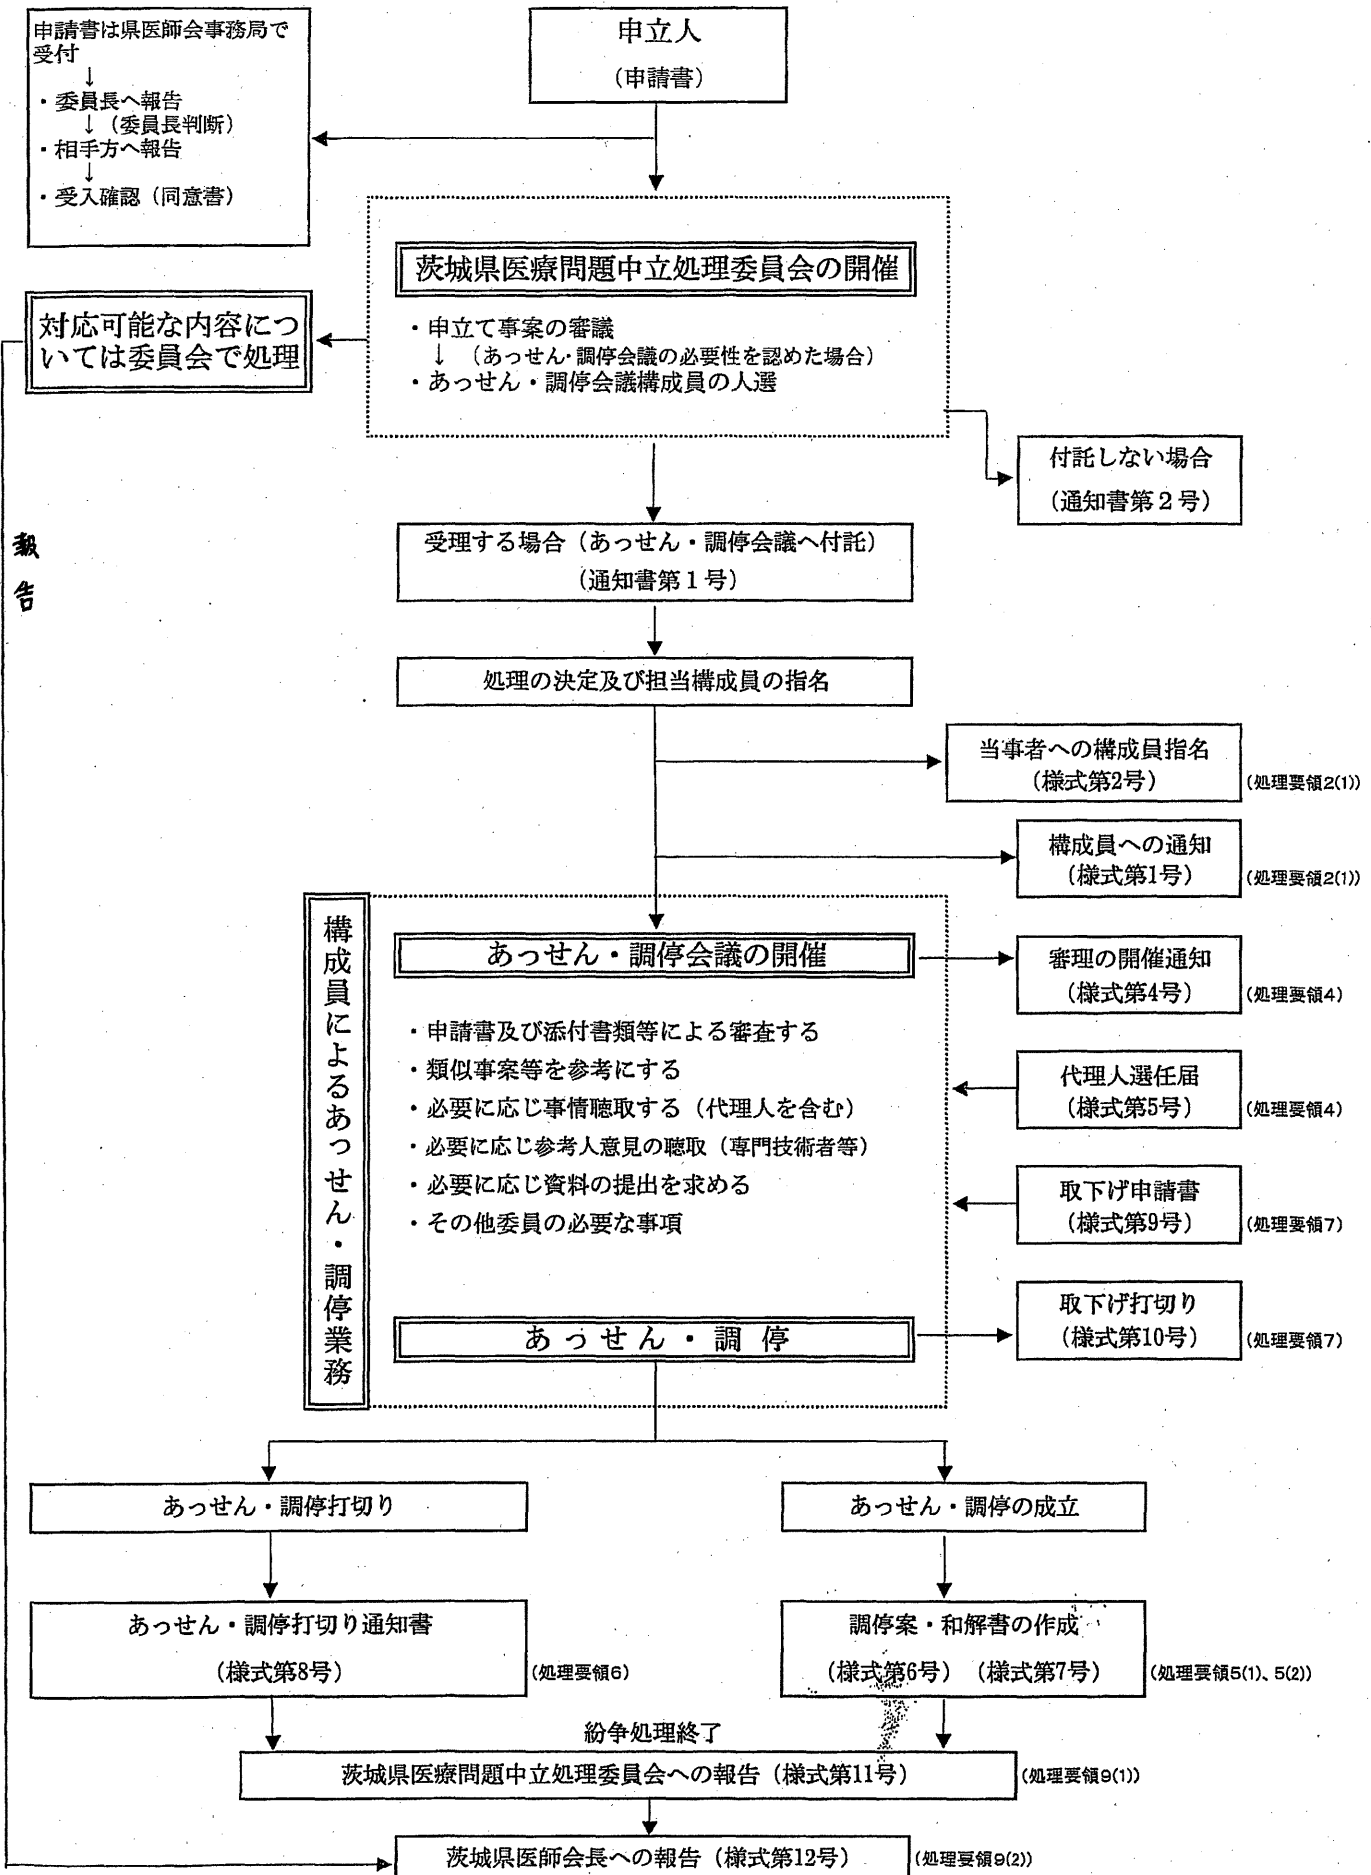 申立人
（申請書）
申請書は県医師会事務局で
受付
↓
・委員長へ報告
↓（委員長判断）
・相手方へ報告
↓
・受入確認（同意書）
茨城県医療問題中立処理委員会の開催
・申立て事案の審議
↓ （あっせん・調停会議の必要性を認めた場合）
・あっせん・調停会議構成員の人選
対応可能な内容につ
いては委員会で処理
報告
付託しない場合
（通知書第２号）
受理する場合（あっせん・調停会議へ付託）
（通知書第１号）
処理の決定及び担当構成員の指名
当事者への構成員指名
（様式第2号）
（処理要領2(1)）
構成員への通知
（様式第1号）
（処理要領2(1)）
構成員によるあっせん・調停業務
あっせん・調停会議の開催
審理の開催通知
（様式第4号）
（処理要領4）
・申請書及び添付書類等による審査する
・類似事案等を参考にする
・必要に応じ事情聴取する（代理人を含む）
・必要に応じ参考人意見の聴取（専門技術者等）
・必要に応じ資料の提出を求める
・その他委員の必要な事項
代理人選任届
（様式第5号）
（処理要領4）
取下げ申請書
（様式第9号）
（処理要領7）
取下げ打切り
（様式第10号）
（処理要領7）
あっせん・調停
あっせん・調停打切り
あっせん・調停の成立
あっせん・調停打切り通知書
（様式第8号）
（処理要領6）
調停案・和解書の作成
（様式第6号）（様式第7号）
（処理要領5(1)、5(2)）
紛争処理終了
茨城県医療問題中立処理委員会への報告（様式第11号）
（処理要領9(1)）
茨城県医師会長への報告（様式第12号）
（処理要領9(2)）